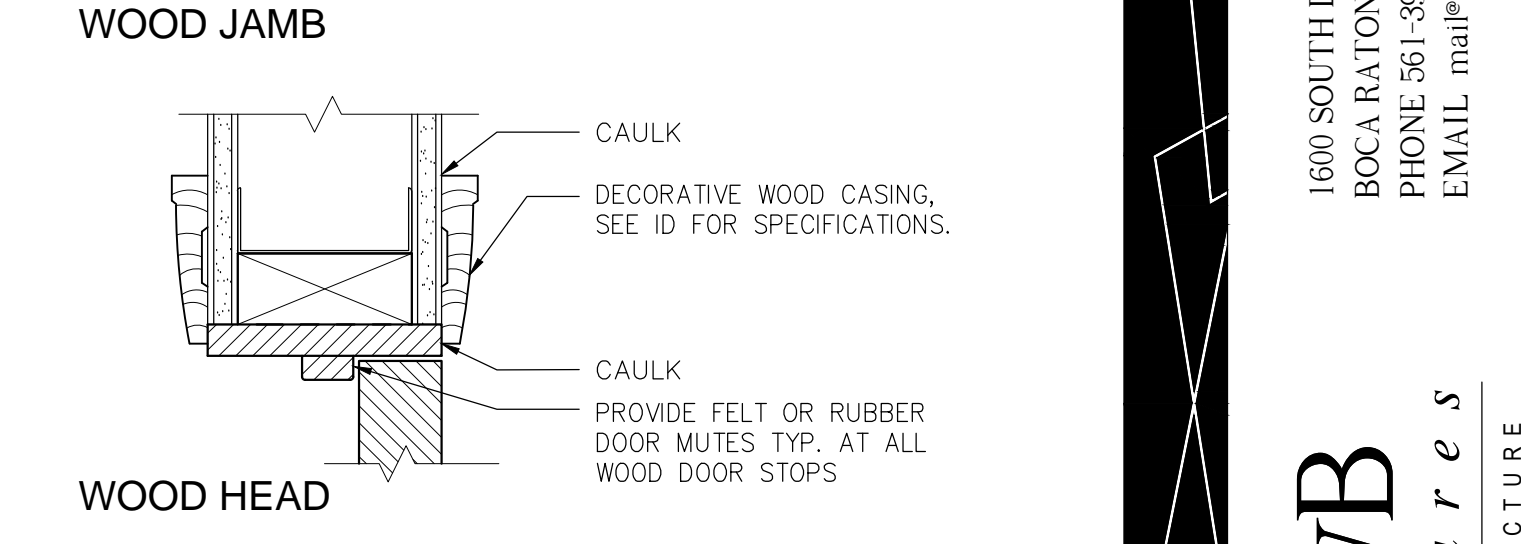 WOOD JAMB
CAULK
DECORATIVE WOOD CASING,
SEE ID FOR SPECIFICATIONS.
CAULK
PROVIDE FELT OR RUBBER
DOOR MUTES TYP. AT ALL
WOOD DOOR STOPS
WOOD HEAD
1600 SOUTH
BOCA RATON
PHONE 561-39
EMAIL mail@